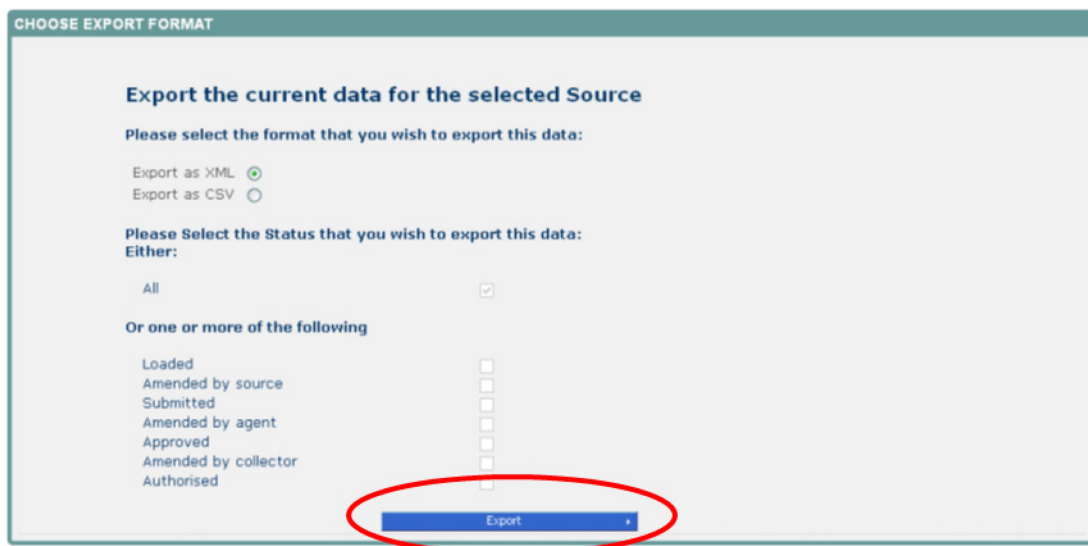 CHOOSE EXPORT FORMAT
Export the current data for the selected Source
Please select the format that you wish to export this data:
Export as XML
Export as CSV
Please Select the Status that you wish to export this data:
Either:
All
Or one or more of the following
Loaded
Amended by source
Submitted
Amended by agent
Approved
Amended by collector
Authorised
Export